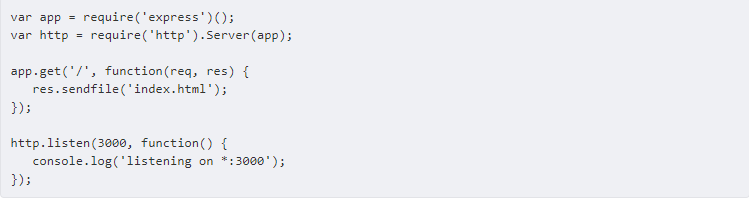 var app = require('express')();
var http = require('http').Server(app);

app.get('/', function(req, res) {
   res.sendfile('index.html');
});

http.listen(3000, function() {
   console.log('listening on *:3000');
});